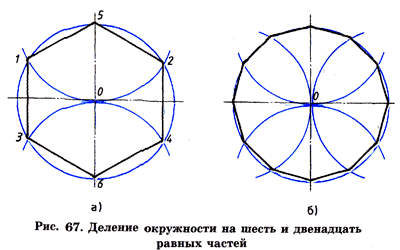 5
1
2
0
0
3
4
6
а)
б)
Рис. 67. Деление окружности на шесть и двенадцать
равных частей